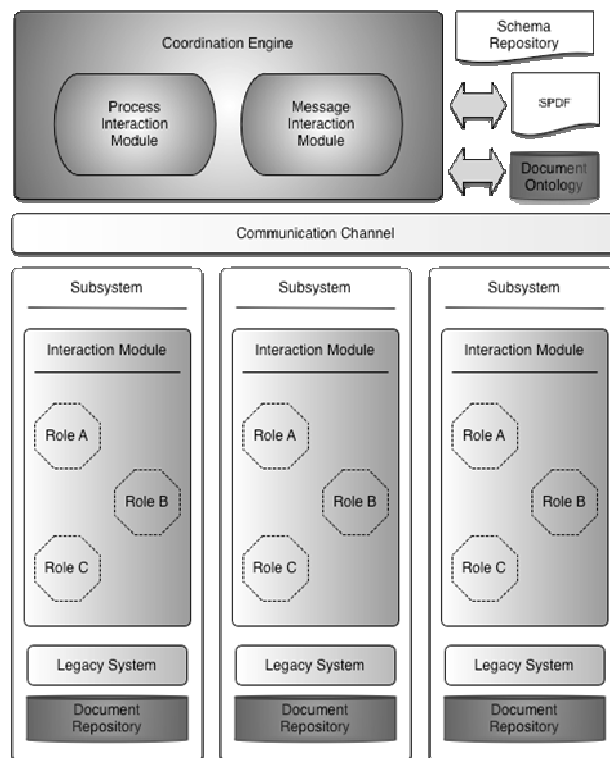 Coordination Engine
Process
Interaction
Module
Message
Interaction
Module
Schema
Repository
SPDF
Document
Ontology
Communication Channel
Subsystem
Interaction Module
Role A
Role B
Role C
Legacy System
Document
Repository
Subsystem
Interaction Module
Role A
Role B
Role C
Legacy System
Document
Repository
Subsystem
Interaction Module
Role A
Role B
Role C
Legacy System
Document
Repository